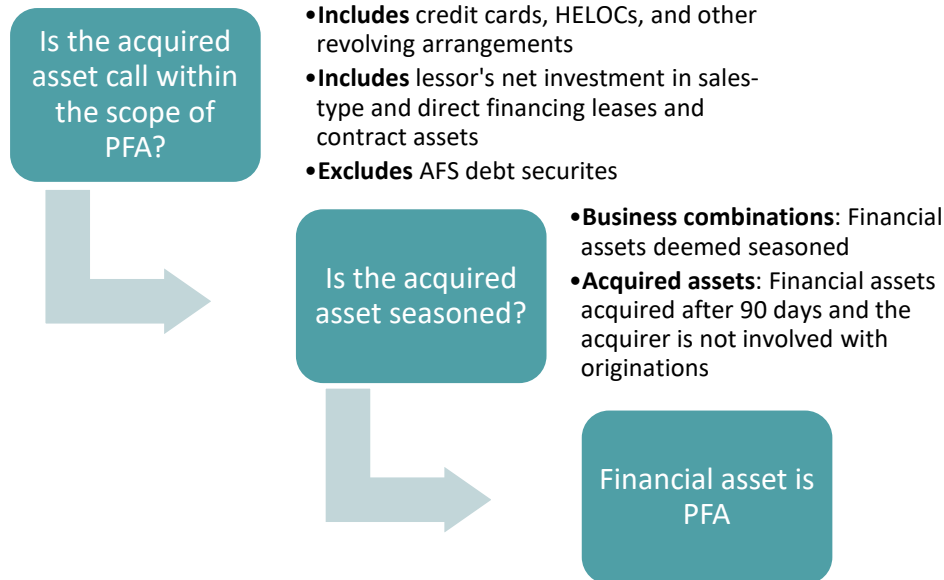 Is the acquired
asset call within
the scope of
PFA?
•Includes credit cards, HELOCs, and other
revolving arrangements
•Includes lessor's net investment in sales-
type and direct financing leases and
contract assets
•Excludes AFS debt securites
Is the acquired
asset seasoned?
•Business combinations: Financial
assets deemed seasoned
•Acquired assets: Financial assets
acquired after 90 days and the
acquirer is not involved with
originations
Financial asset is
PFA